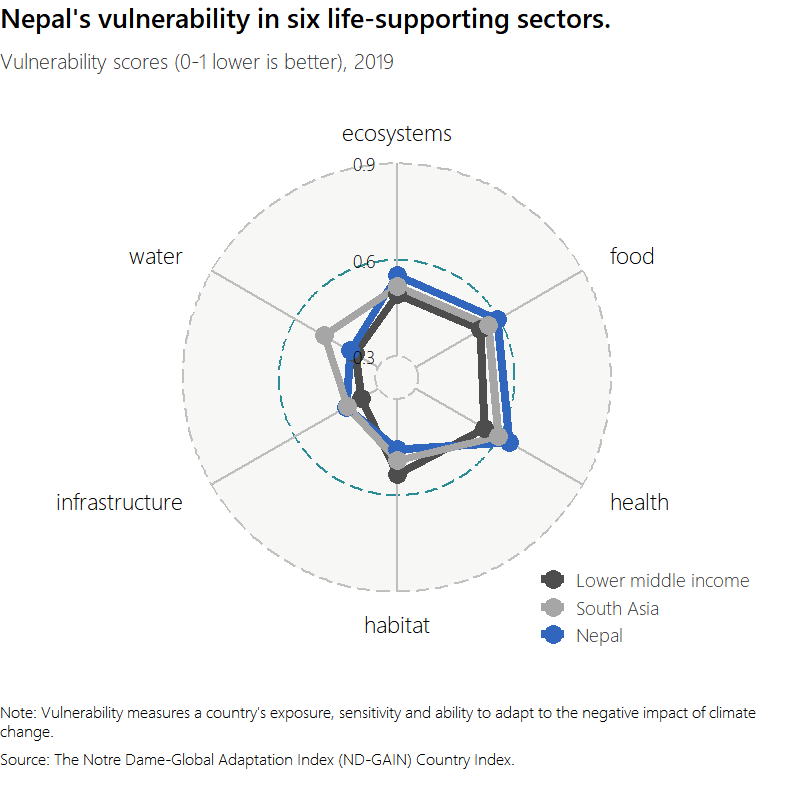 Nepal's vulnerability in six life-supporting sectors.
Vulnerability scores (0-1 lower is better), 2019
ecosystems
0.9
water
food
0.6
0.3
infrastructure
health
habitat
Lower middle income
South Asia
Nepal
Note: Vulnerability measures a country's exposure, sensitivity and ability to adapt to the negative impact of climate
change.
Source: The Notre Dame-Global Adaptation Index (ND-GAIN) Country Index.